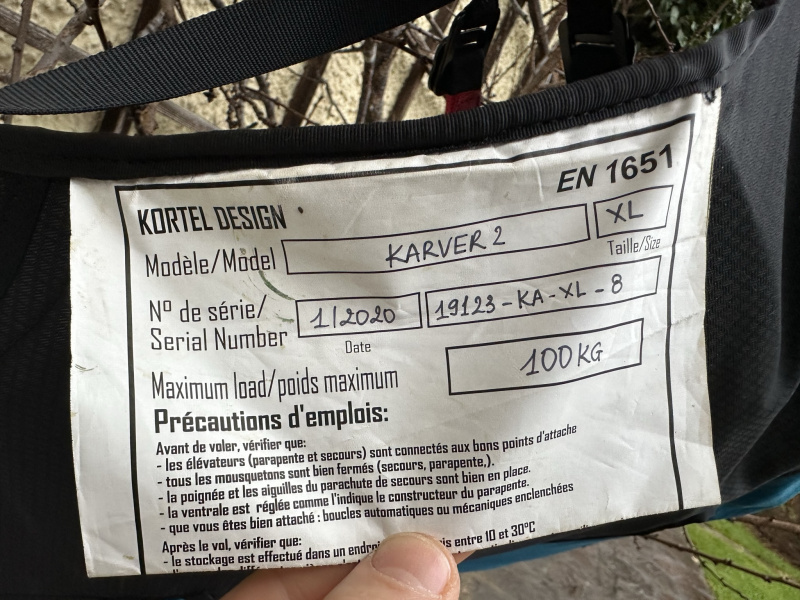 EN 1651
KORTEL DESIGN
Modèle/Model KARVER 2 XL
Taille/Size
N° de série/
Serial Number 1/2020 19123-KA-XL-8
Date
Maximum load/poids maximum 100KG
Précautions d'emplois:
Avant de voler, vérifier que:
- les élévateurs (parapente et secours) sont connectés aux bons points d'attache
- tous les mousquetons sont bien fermés (secours, parapente,).
- la poignée et les aiguilles du parachute de secours sont bien en place.
- la ventrale est réglée comme l'indique le constructeur du parapente.
- que vous êtes bien attaché : boucles automatiques ou mécaniques enclenchées
Après le vol, vérifier que:
- le stockage est effectué dans un entre 10 et 30°C